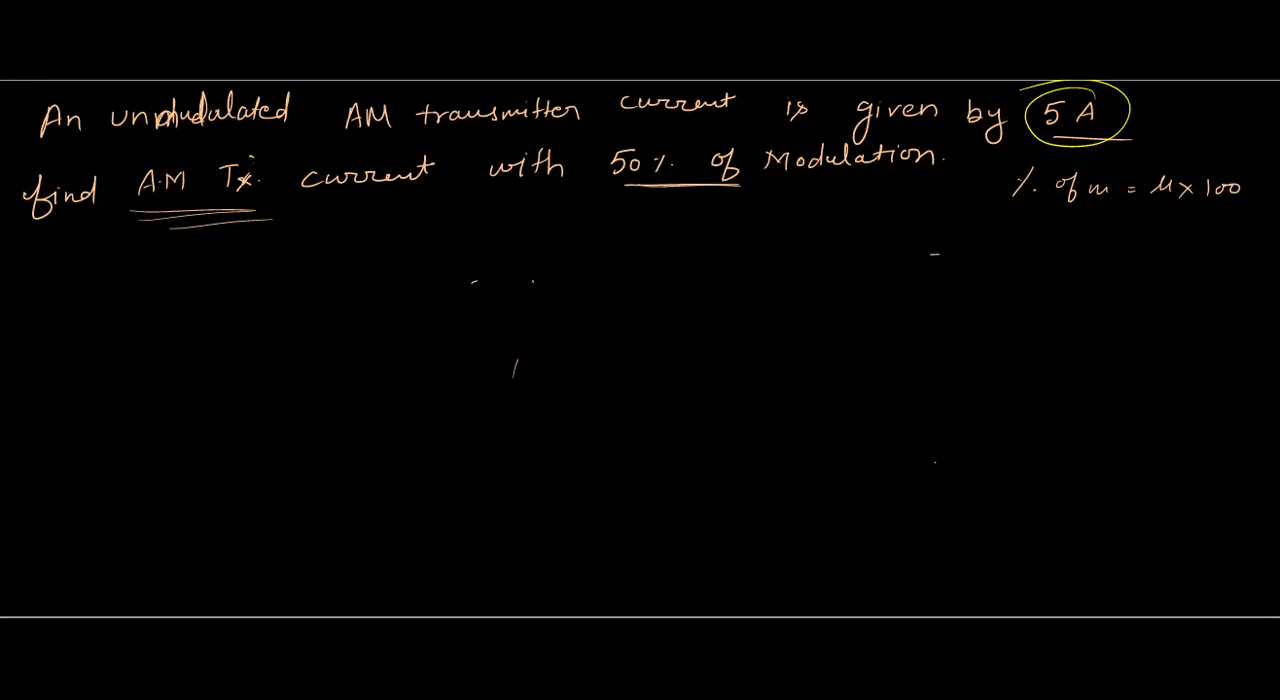 An unmodulated AM transmitter current is given by 5 A
find A.M Tx. current with 50 % of Modulation.
% of m = μ × 100